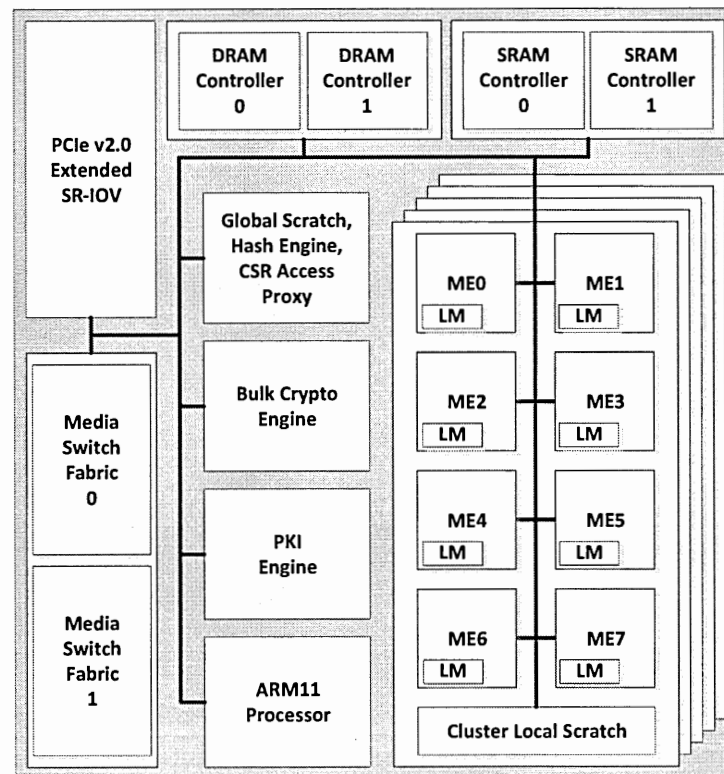 PCIe v2.0
Extended
SR-IOV
DRAM
Controller
0
DRAM
Controller
1
SRAM
Controller
0
SRAM
Controller
1
Global Scratch,
Hash Engine,
CSR Access
Proxy
Bulk Crypto
Engine
PKI
Engine
ARM11
Processor
Media
Switch
Fabric
0
Media
Switch
Fabric
1
ME0
LM
ME1
LM
ME2
LM
ME3
LM
ME4
LM
ME5
LM
ME6
LM
ME7
LM
Cluster Local Scratch